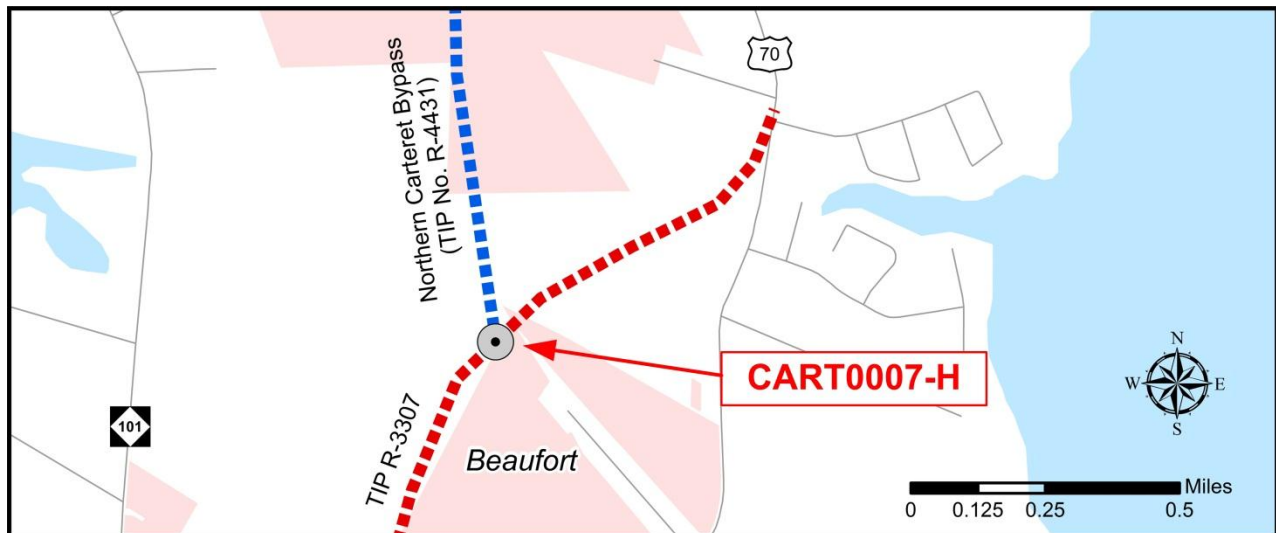 70
Northern Carteret Bypass
(TIP No. R-4431)
CART0007-H
N
W
E
S
101
TIP R-3307
Beaufort
Miles
0
0.125
0.25
0.5